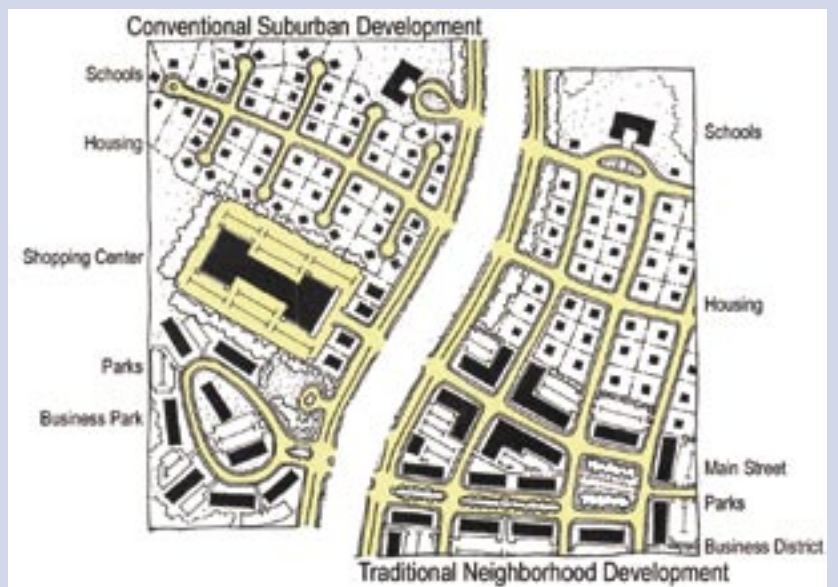 Conventional Suburban Development
Schools
Housing
Shopping Center
Parks
Business Park
Schools
Housing
Main Street
Parks
Business District
Traditional Neighborhood Development